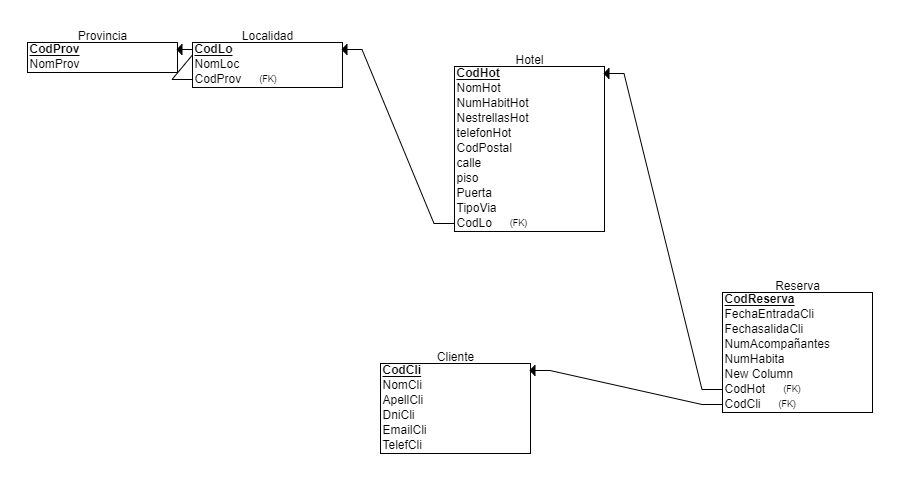 Provincia
CodProv
NomProv
Localidad
CodLo
NomLoc
CodProv (FK)
Hotel
CodHot
NomHot
NumHabitHot
NestrellasHot
telefonHot
CodPostal
calle
piso
Puerta
TipoVia
CodLo (FK)
Reserva
CodReserva
FechaEntradaCli
FechasalidaCli
NumAcompañantes
NumHabita
New Column
CodHot (FK)
CodCli (FK)
Cliente
CodCli
NomCli
ApellCli
DniCli
EmailCli
TelefCli